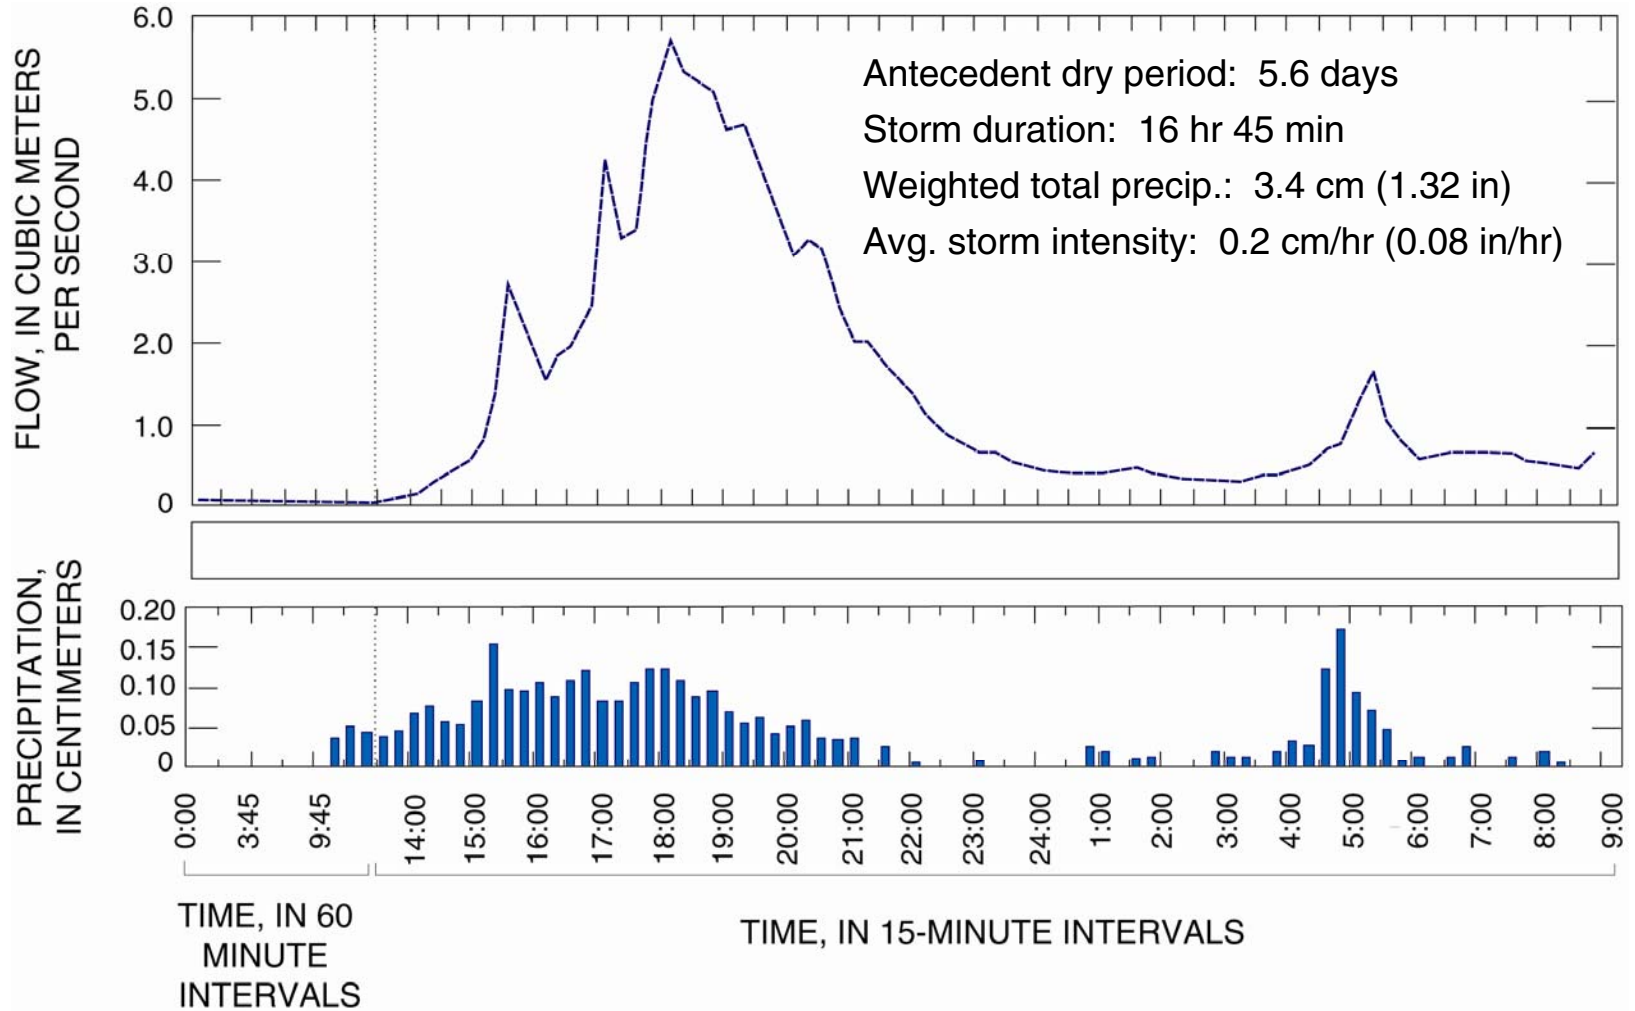 FLOW, IN CUBIC METERS
PER SECOND
6.0
5.0
4.0
3.0
2.0
1.0
0
Antecedent dry period: 5.6 days
Storm duration: 16 hr 45 min
Weighted total precip.: 3.4 cm (1.32 in)
Avg. storm intensity: 0.2 cm/hr (0.08 in/hr)
PRECIPITATION,
IN CENTIMETERS
0.20
0.15
0.10
0.05
0
0:00
3:45
9:45
14:00
15:00
16:00
17:00
18:00
19:00
20:00
21:00
22:00
23:00
24:00
1:00
2:00
3:00
4:00
5:00
6:00
7:00
8:00
9:00
TIME, IN 60
MINUTE
INTERVALS
TIME, IN 15-MINUTE INTERVALS